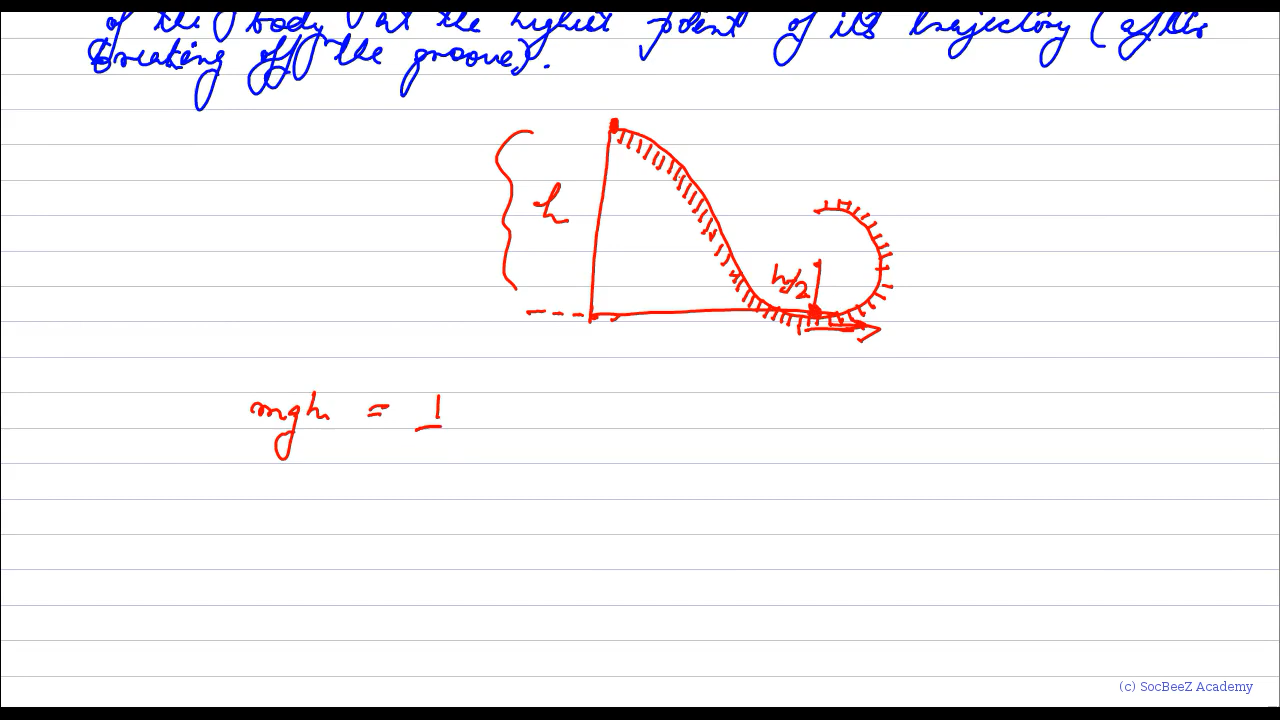 of the body at the highest point of its trajectory (after
breaking off the groove).
h
h/2
mgh = 1
(c) SocBeeZ Academy